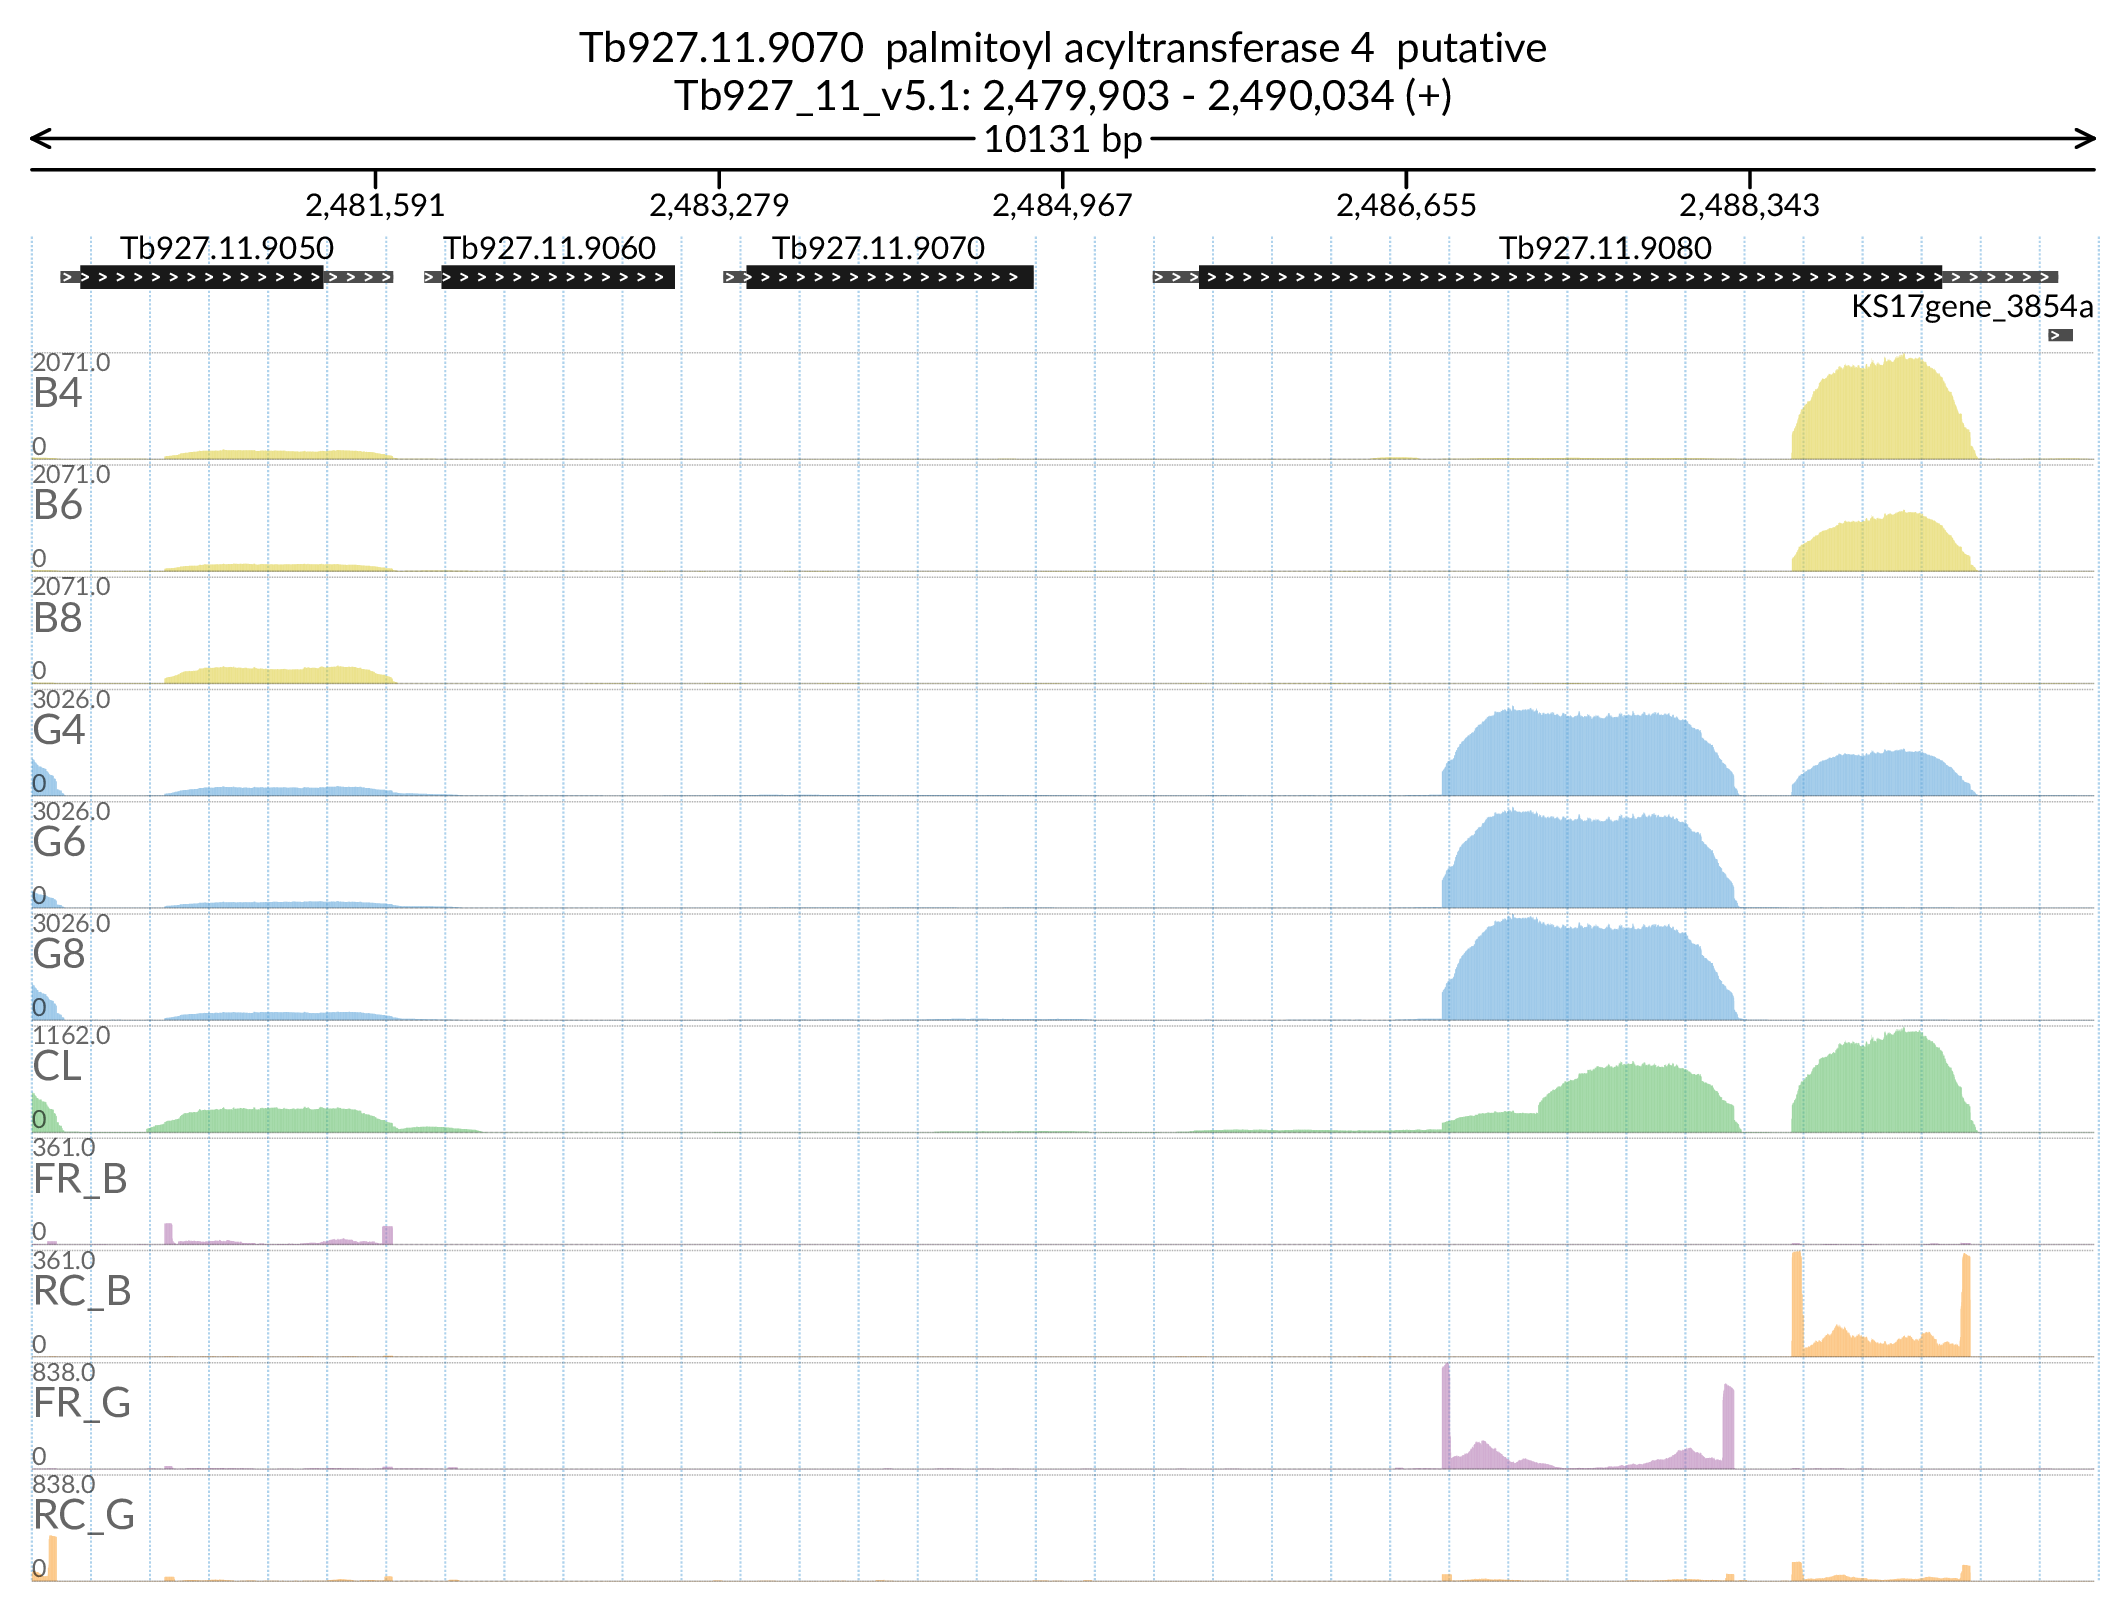 Tb927.11.9070 palmitoyl acyltransferase 4 putative
Tb927_11_v5.1: 2,479,903 - 2,490,034 (+)
10131 bp
2,481,591 2,483,279 2,484,967 2,486,655 2,488,343
Tb927.11.9050 Tb927.11.9060 Tb927.11.9070 Tb927.11.9080
KS17gene_3854a
2071.0
B4
0
2071.0
B6
0
2071.0
B8
0
3026.0
G4
0
3026.0
G6
0
3026.0
G8
0
1162.0
CL
0
361.0
FR_B
0
361.0
RC_B
0
838.0
FR_G
0
838.0
RC_G
0